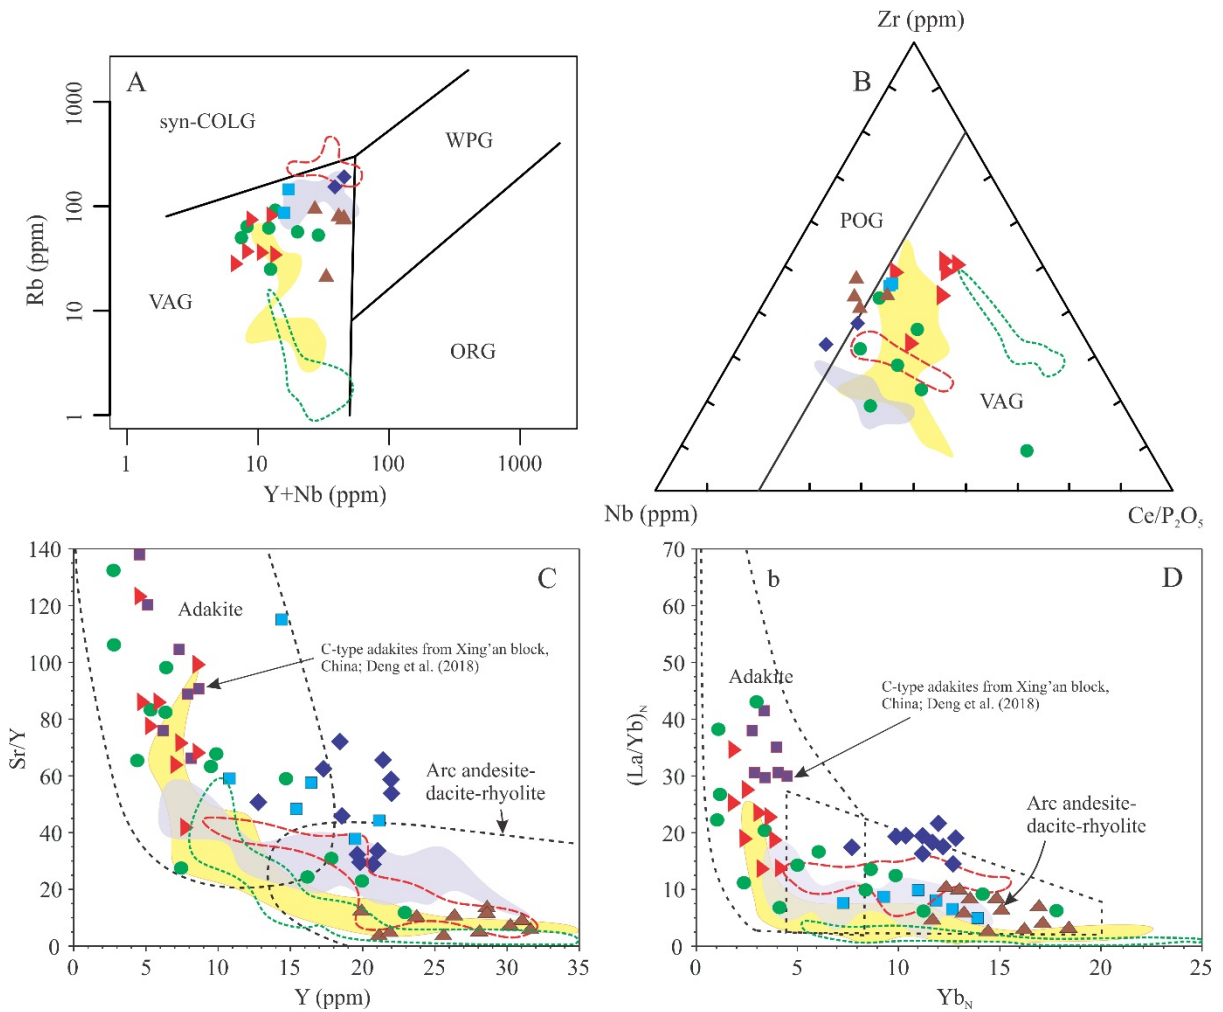 A
syn-COLG
WPG
VAG
ORG
Rb (ppm)
1000
100
10
1
1
10
100
1000
Y+Nb (ppm)
Zr (ppm)
B
POG
VAG
Nb (ppm)
Ce/P₂O₅
C
Adakite
C-type adakites from Xing'an block,
China; Deng et al. (2018)
Arc andesite-
dacite-rhyolite
Sr/Y
140
120
100
80
60
40
20
0
0
5
10
15
20
25
30
35
Y (ppm)
b
D
Adakite
C-type adakites from Xing'an block,
China; Deng et al. (2018)
Arc andesite-
dacite-rhyolite
(La/Yb)N
70
60
50
40
30
20
10
0
0
5
10
15
20
25
YbN